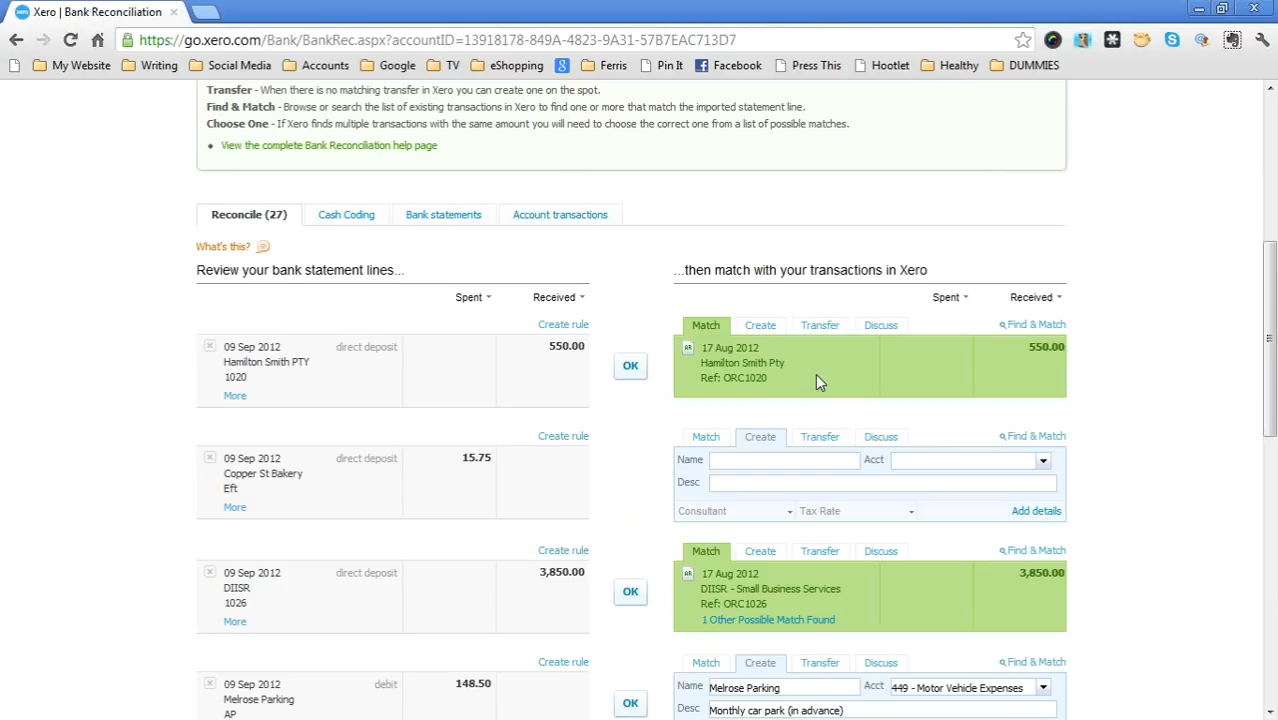 Xero | Bank Reconciliation
https://go.xero.com/Bank/BankRec.aspx?accountID=13918178-849A-4823-9A31-57B7EAC713D7
My Website Writing Social Media Accounts Google TV eShopping Ferris Pin It Facebook Press This Hootlet Healthy DUMMIES
Transfer - When there is no matching transfer in Xero you can create one on the spot.
Find & Match - Browse or search the list of existing transactions in Xero to find one or more that match the imported statement line.
Choose One - If Xero finds multiple transactions with the same amount you will need to choose the correct one from a list of possible matches.
View the complete Bank Reconciliation help page
Reconcile (27) Cash Coding Bank statements Account transactions
What's this?
Review your bank statement lines... ...then match with your transactions in Xero
Spent Received Spent Received
Create rule Match Create Transfer Discuss Find & Match
09 Sep 2012 direct deposit 550.00 OK AR 17 Aug 2012 550.00
Hamilton Smith PTY Hamilton Smith Pty
1020 Ref: ORC1020
More
Create rule Match Create Transfer Discuss Find & Match
09 Sep 2012 direct deposit 15.75 Name Acct
Copper St Bakery
Eft Desc
More Consultant Tax Rate Add details
Create rule Match Create Transfer Discuss Find & Match
09 Sep 2012 direct deposit 3,850.00 OK AR 17 Aug 2012 3,850.00
DIISR DIISR - Small Business Services
1026 Ref: ORC1026
More 1 Other Possible Match Found
Create rule Match Create Transfer Discuss Find & Match
09 Sep 2012 debit 148.50 OK Name Melrose Parking Acct 449 - Motor Vehicle Expenses
Melrose Parking
AP Desc Monthly car park (in advance)